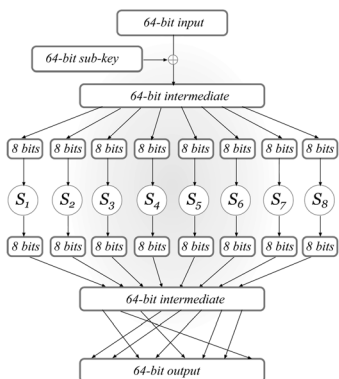 64-bit input
64-bit sub-key
64-bit intermediate
8 bits 8 bits 8 bits 8 bits 8 bits 8 bits 8 bits 8 bits
S1 S2 S3 S4 S5 S6 S7 S8
8 bits 8 bits 8 bits 8 bits 8 bits 8 bits 8 bits 8 bits
64-bit intermediate
64-bit output